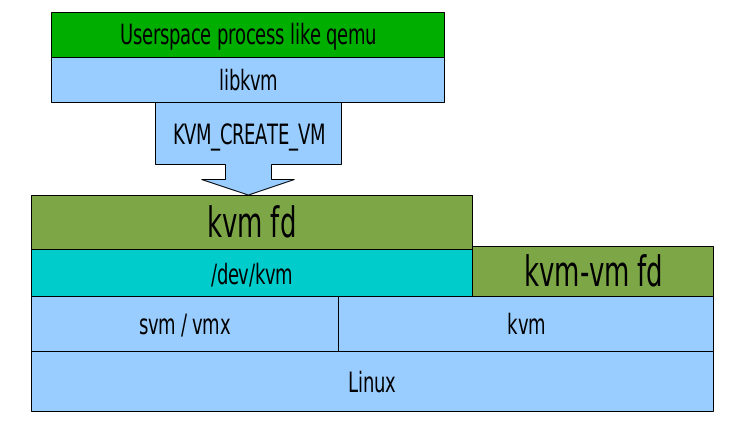 Userspace process like qemu
libkvm
KVM_CREATE_VM
kvm fd
/dev/kvm
kvm-vm fd
svm / vmx
kvm
Linux